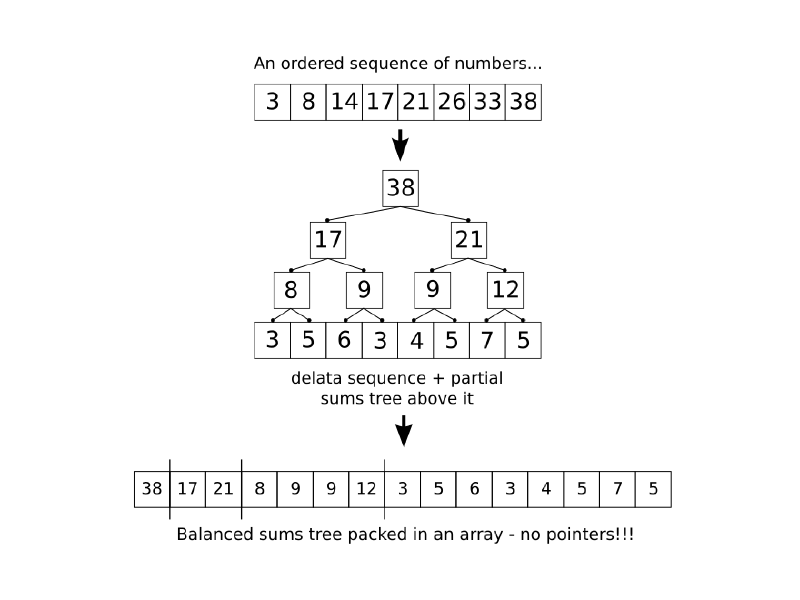 An ordered sequence of numbers...
3 8 14 17 21 26 33 38
38
17 21
8 9 9 12
3 5 6 3 4 5 7 5
delata sequence + partial
sums tree above it
38 17 21 8 9 9 12 3 5 6 3 4 5 7 5
Balanced sums tree packed in an array - no pointers!!!